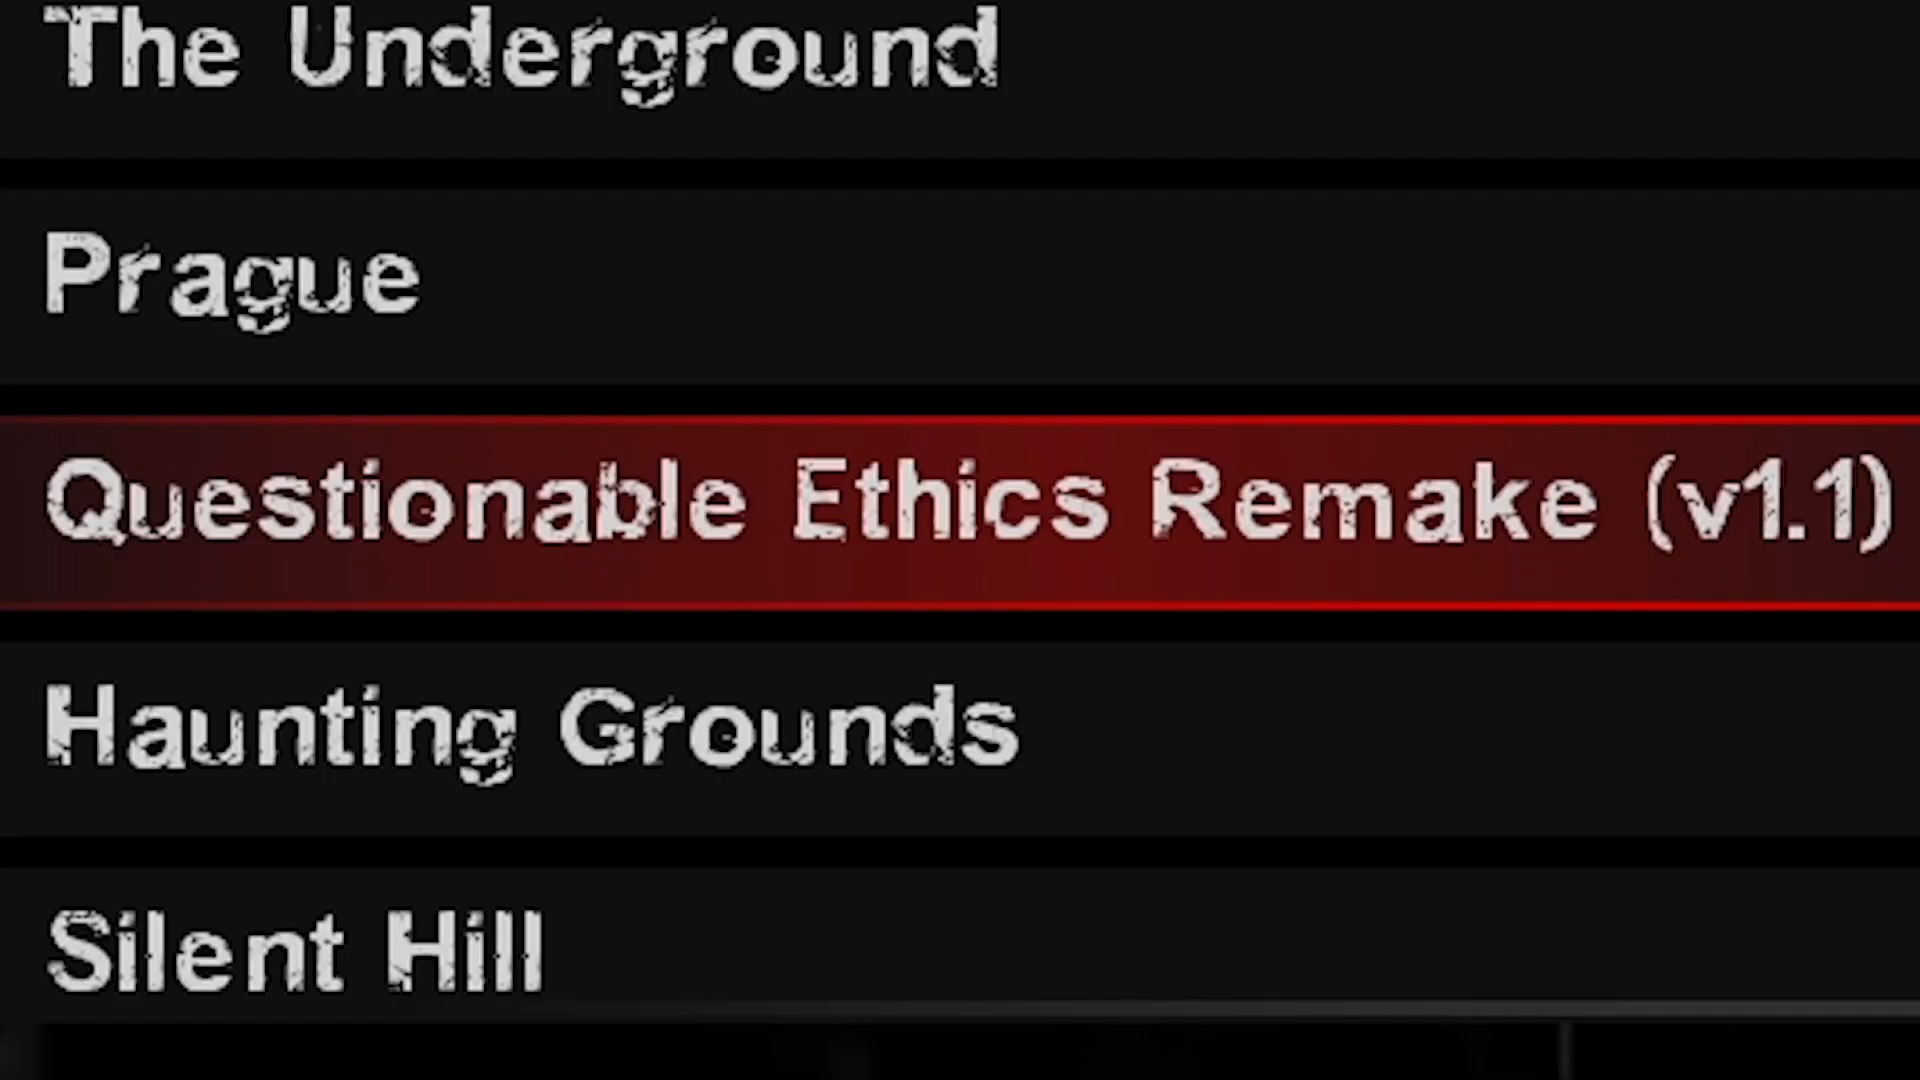 The Underground
Prague
Questionable Ethics Remake (v1.1)
Haunting Grounds
Silent Hill